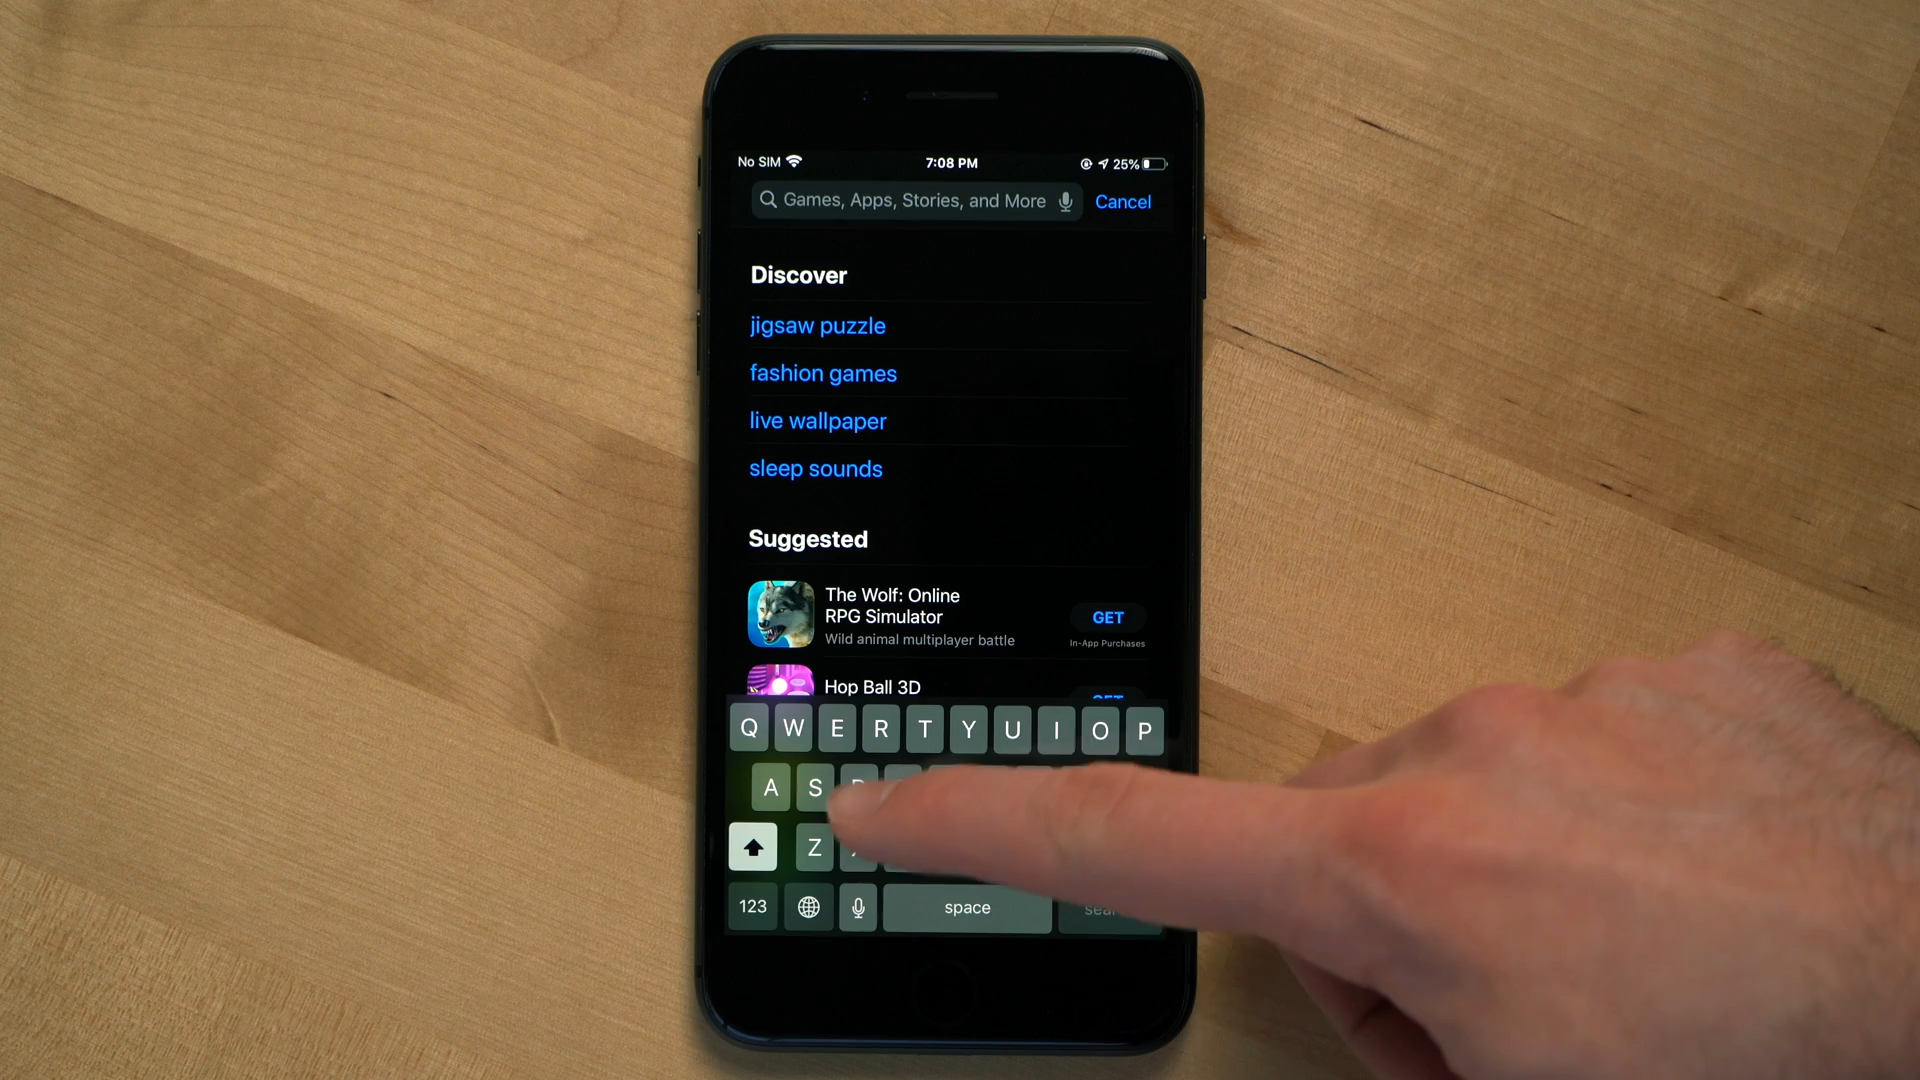 No SIM 7:08 PM 25%
Games, Apps, Stories, and More Cancel
Discover
jigsaw puzzle
fashion games
live wallpaper
sleep sounds
Suggested
The Wolf: Online
RPG Simulator
GET
Wild animal multiplayer battle
In-App Purchases
Hop Ball 3D
GET
Q W E R T Y U I O P
A S D
Z
123 space